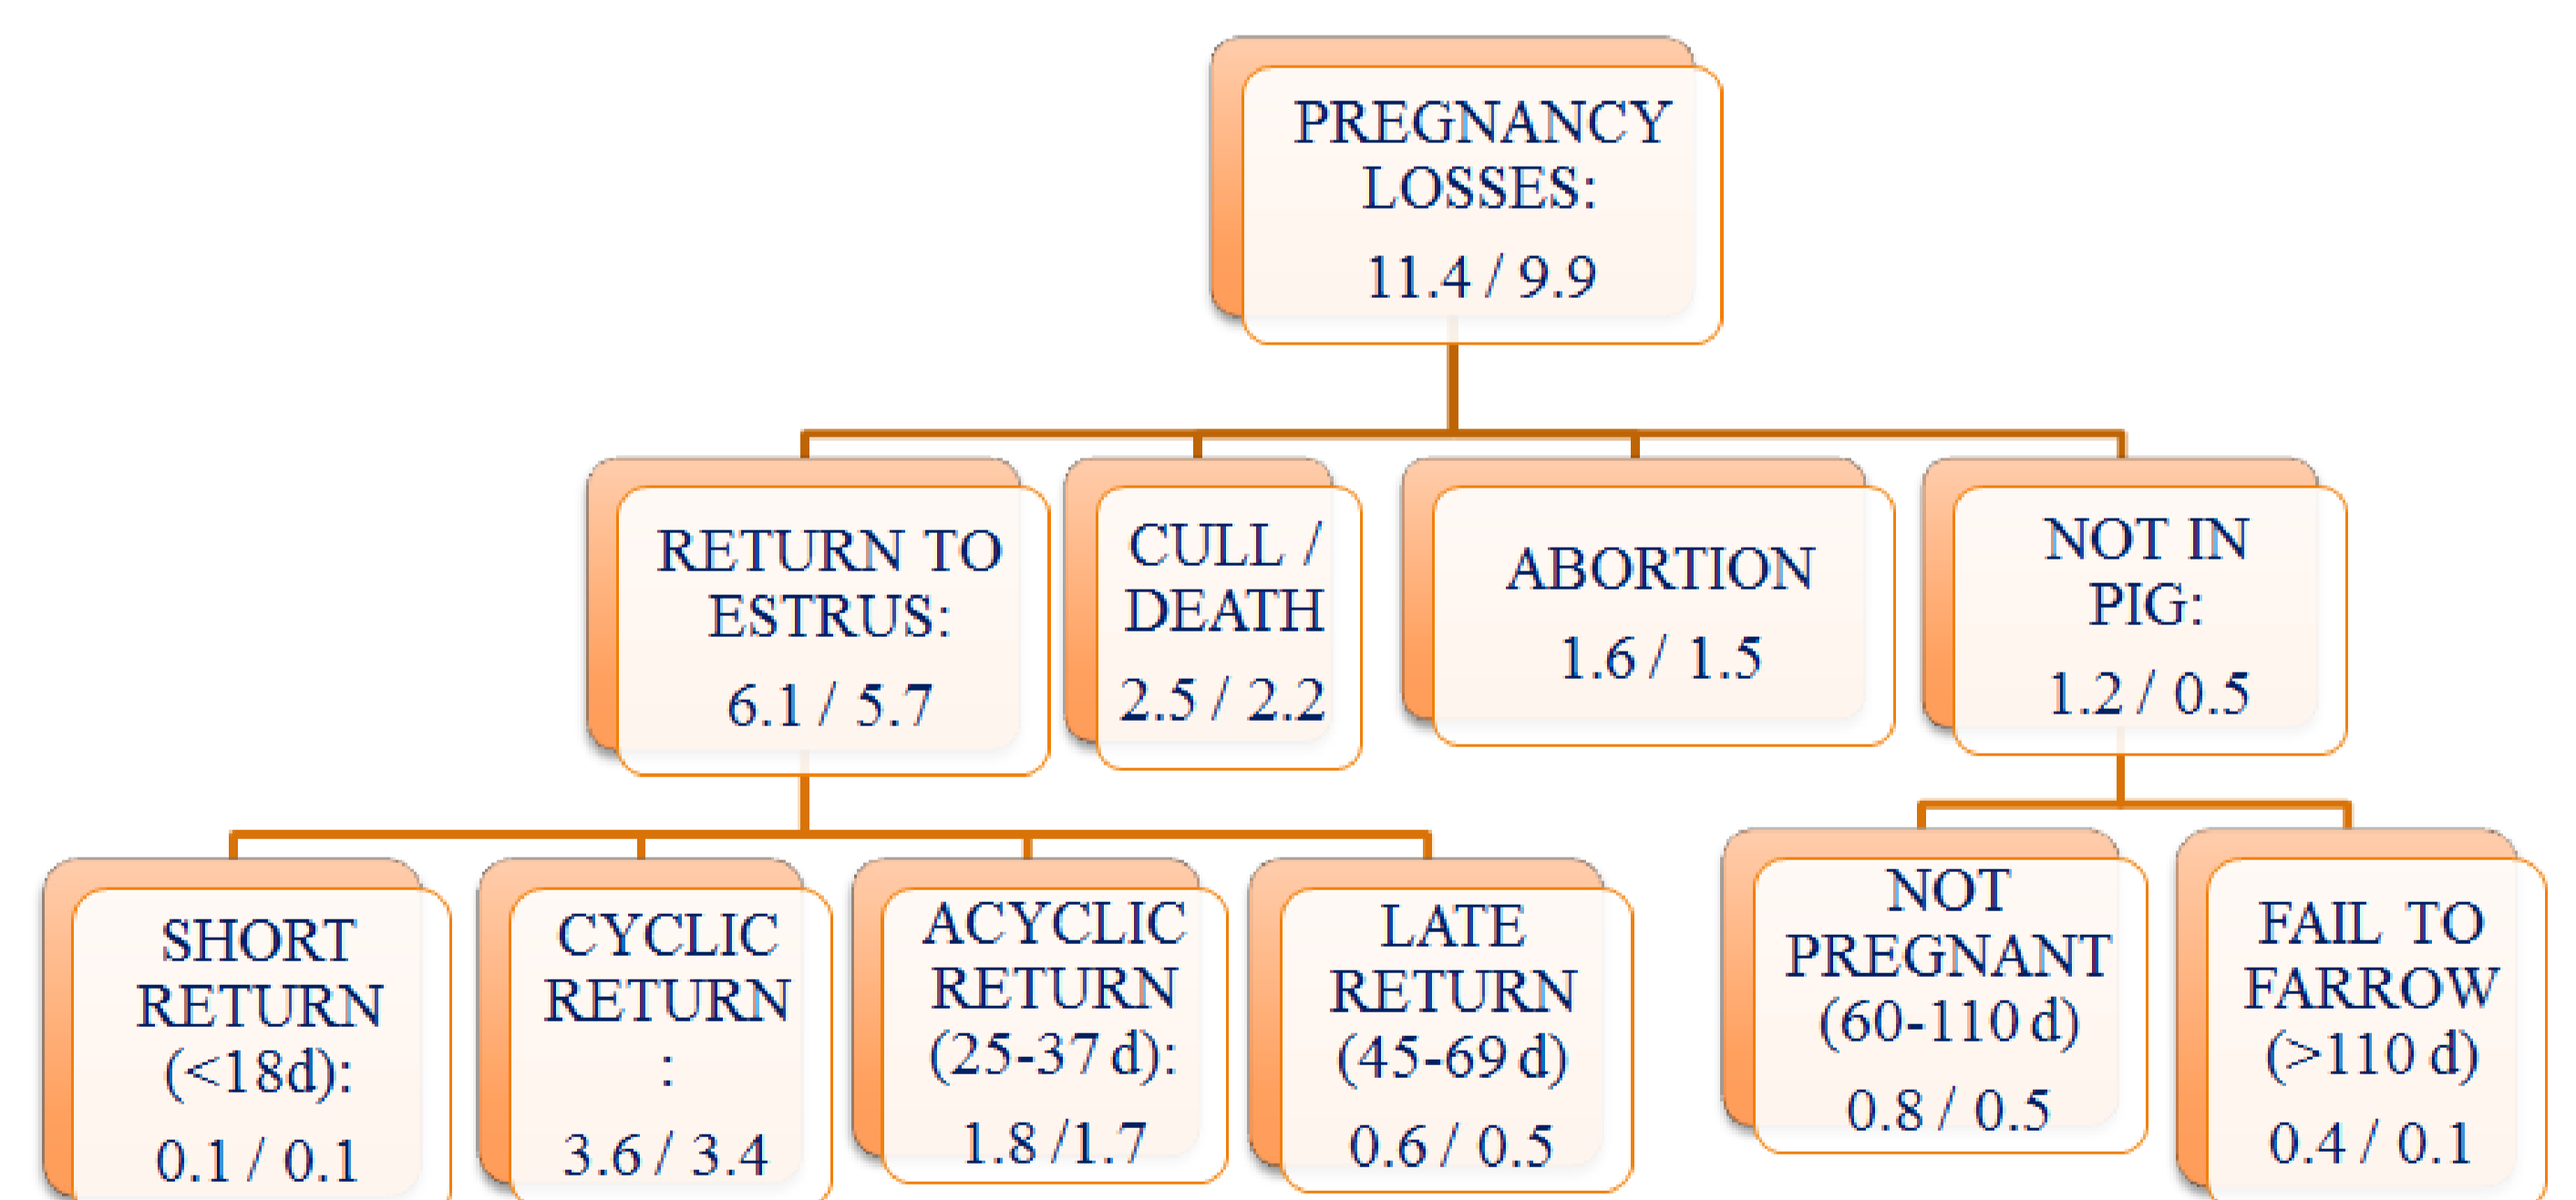 PREGNANCY
LOSSES:
11.4 / 9.9
RETURN TO
ESTRUS:
6.1 / 5.7
CULL /
DEATH
2.5 / 2.2
ABORTION
1.6 / 1.5
NOT IN
PIG:
1.2 / 0.5
SHORT
RETURN
(<18d):
0.1 / 0.1
CYCLIC
RETURN
:
3.6 / 3.4
ACYCLIC
RETURN
(25-37 d):
1.8 /1.7
LATE
RETURN
(45-69 d)
0.6 / 0.5
NOT
PREGNANT
(60-110 d)
0.8 / 0.5
FAIL TO
FARROW
(>110 d)
0.4 / 0.1